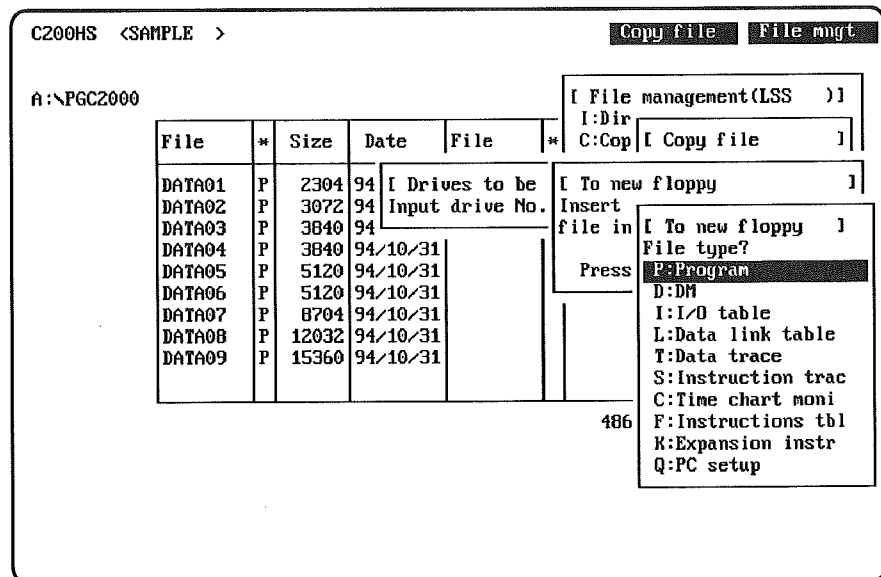 C200HS <SAMPLE > Copy file File mngt
A:\PGC2000
[ File management(LSS )]
I:Dir
C:Cop [ Copy file ]
File * Size Date File *
DATA01 P 2304 94 [ Drives to be [ To new floppy ]
DATA02 P 3072 94 Input drive No. Insert
DATA03 P 3840 94 file in [ To new floppy ]
DATA04 P 3840 94/10/31 File type?
DATA05 P 5120 94/10/31 Press P:Program
DATA06 P 5120 94/10/31 D:DM
DATA07 P 8704 94/10/31 I:I/O table
DATA08 P 12032 94/10/31 L:Data link table
DATA09 P 15360 94/10/31 T:Data trace
S:Instruction trac
C:Time chart moni
486 F:Instructions tbl
K:Expansion instr
Q:PC setup